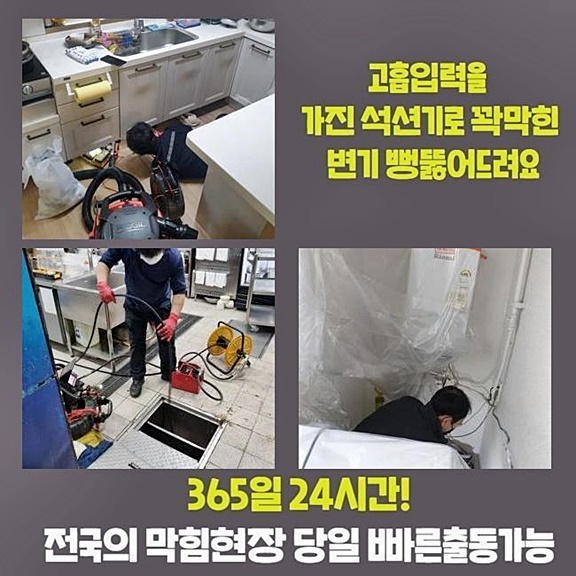 고흡입력을
가진 석션기로 꽉막힌
변기 뻥뚫어드려요
365일 24시간!
전국의 막힘현장 당일 빠른출동가능